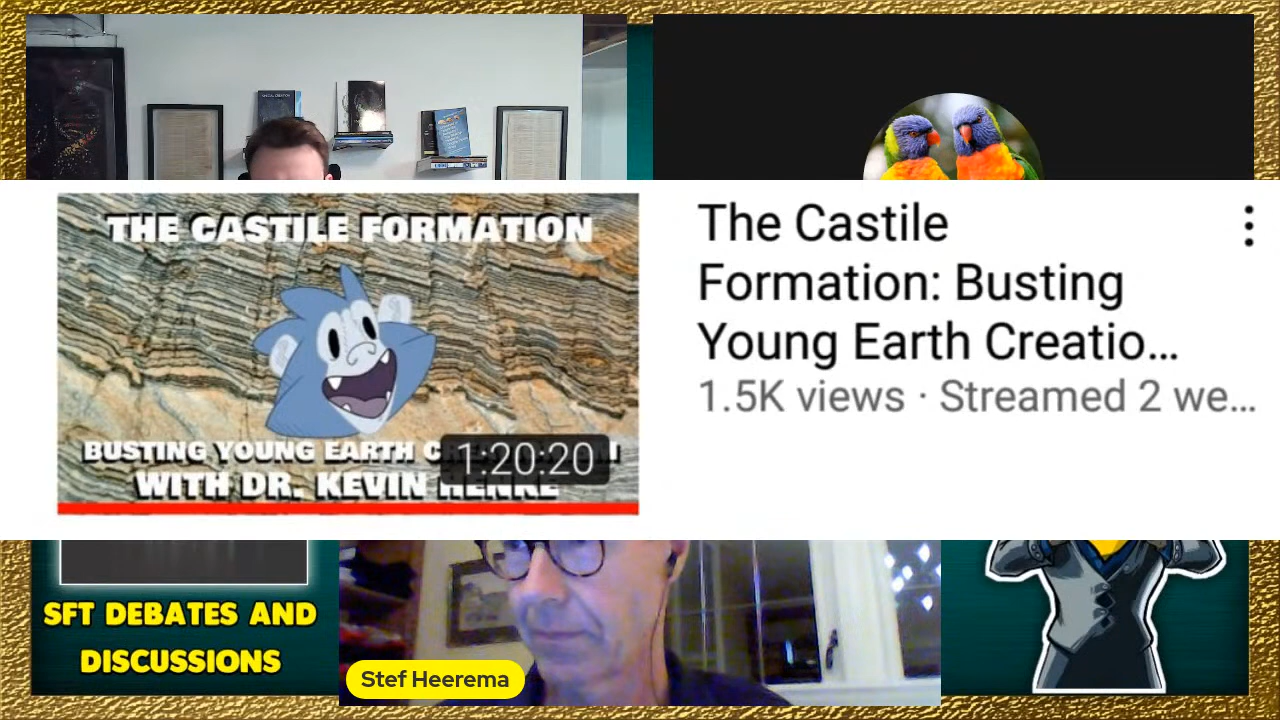 THE CASTILE FORMATION
BUSTING YOUNG EARTH
WITH DR. KEVIN HENKE
1:20:20
The Castile
Formation: Busting
Young Earth Creatio...
1.5K views · Streamed 2 we...
SFT DEBATES AND
DISCUSSIONS
Stef Heerema